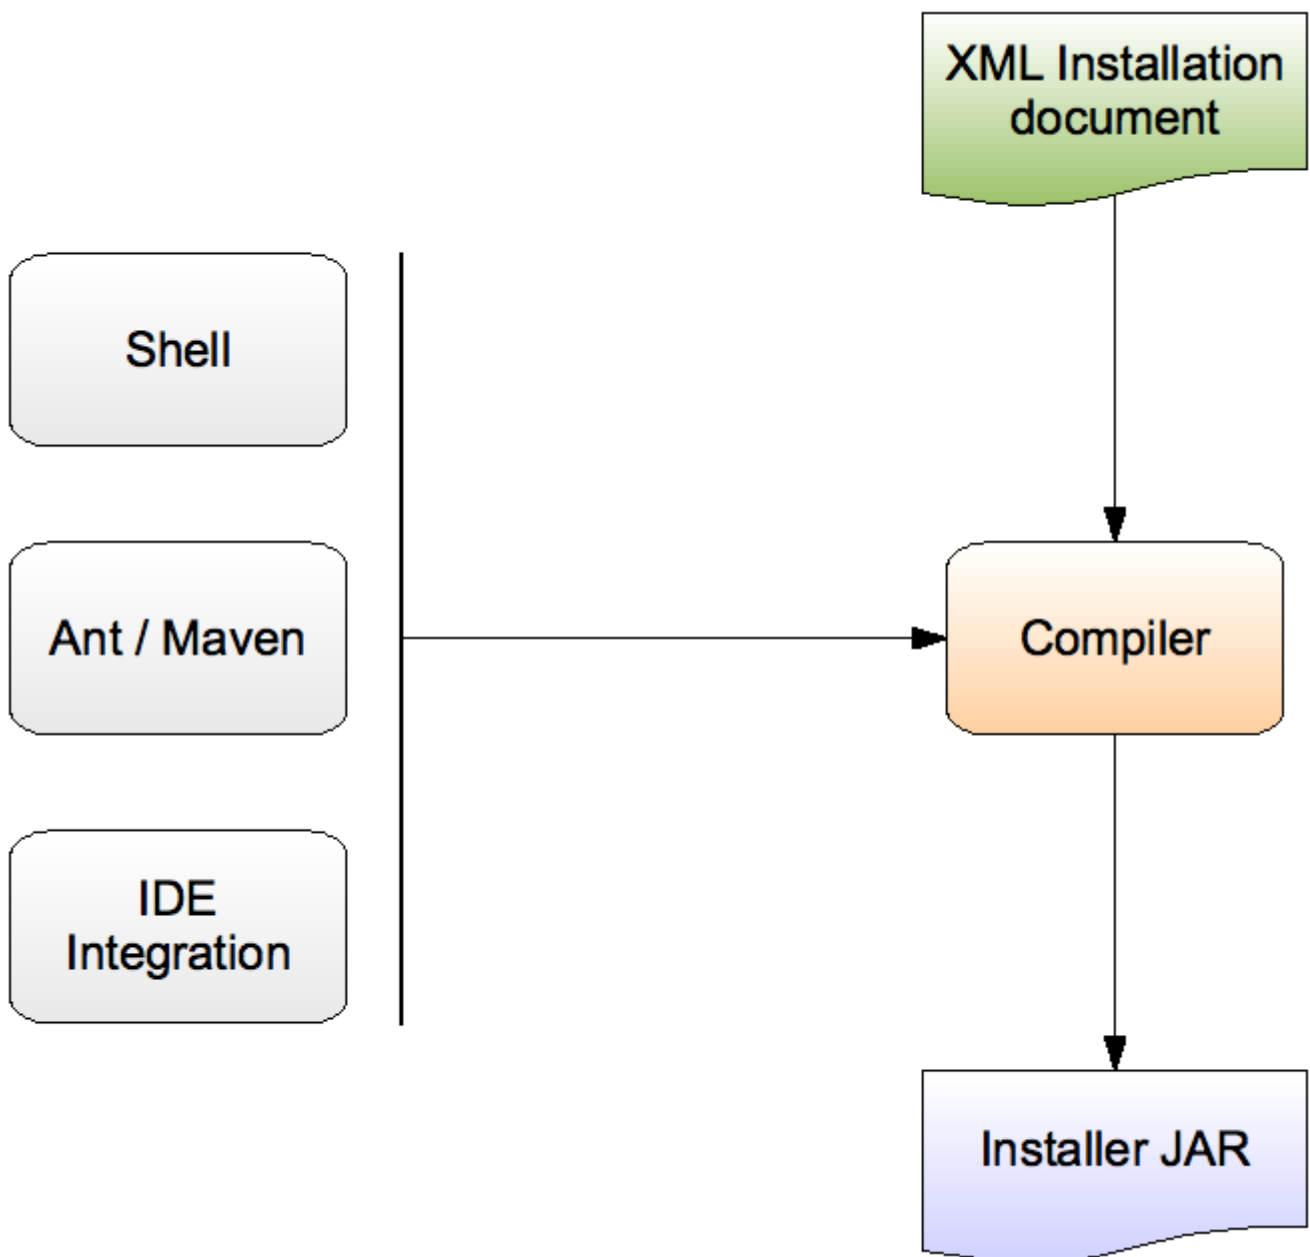 XML Installation
document
Shell
Ant / Maven
Compiler
IDE
Integration
Installer JAR